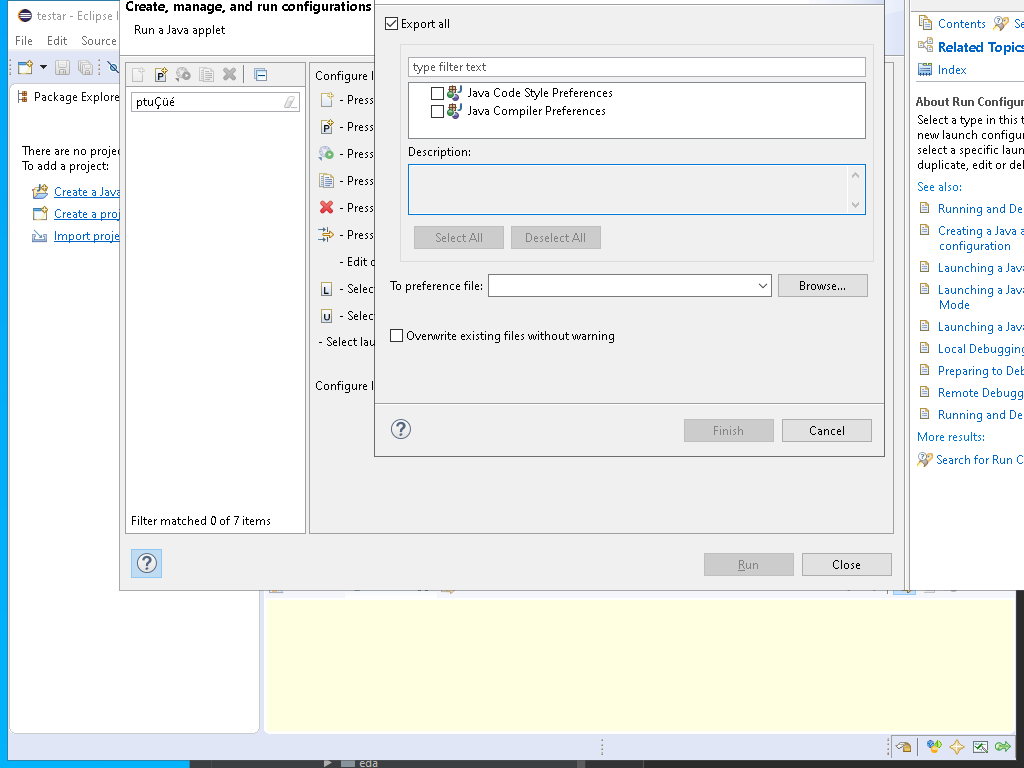 testar - Eclipse I
File Edit Source
Package Explore
There are no proje
To add a project:
Create a Java
Create a proj
Import proje
Create, manage, and run configurations
Run a Java applet
ptuÇüé
Filter matched 0 of 7 items
Configure l
- Press
P - Press
- Press
- Press
- Press
- Press
- Edit c
L - Selec
U - Selec
- Select lau
Configure l
Run
Close
Export all
type filter text
Java Code Style Preferences
Java Compiler Preferences
Description:
Select All
Deselect All
To preference file:
Browse...
Overwrite existing files without warning
Finish
Cancel
Contents Se
Related Topics
Index
About Run Configur
Select a type in this t
new launch configura
select a specific laun
duplicate, edit or del
See also:
Running and De
Creating a Java a
configuration
Launching a Java
Launching a Java
Mode
Launching a Java
Local Debugging
Preparing to Deb
Remote Debugg
Running and De
More results:
Search for Run C
eda